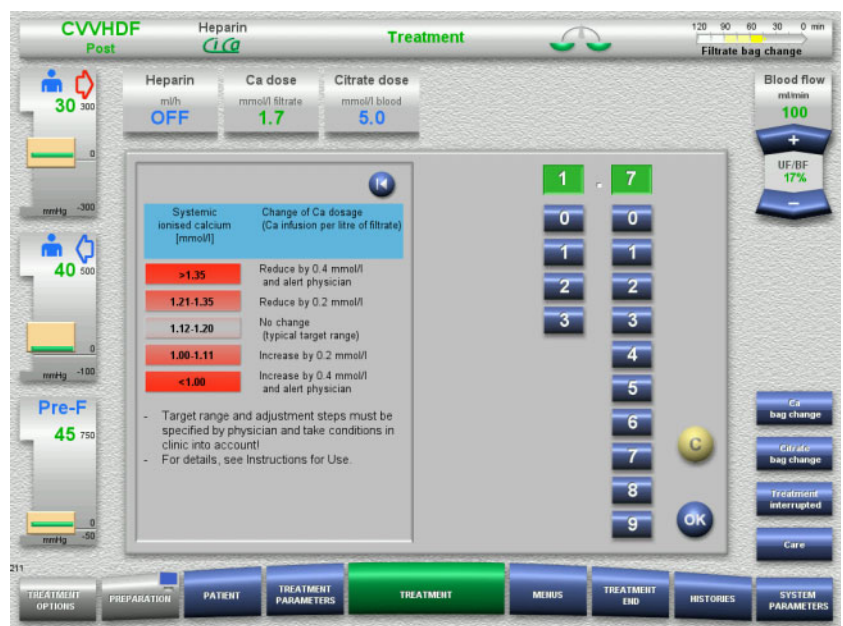 CVVHDF
Post
Heparin
CiCa
Treatment
120 90 60 30 0 min
Filtrate bag change
30 300
0
mmHg -300
40 500
0
mmHg -100
Pre-F
45 750
0
mmHg -50
Heparin
ml/h
OFF
Ca dose
mmol/l filtrate
1.7
Citrate dose
mmol/l blood
5.0
Blood flow
ml/min
100
+
UF/BF
17%
−
Systemic
ionised calcium
[mmol/l]
Change of Ca dosage
(Ca infusion per litre of filtrate)
>1.35
Reduce by 0.4 mmol/l
and alert physician
1.21-1.35
Reduce by 0.2 mmol/l
1.12-1.20
No change
(typical target range)
1.00-1.11
Increase by 0.2 mmol/l
<1.00
Increase by 0.4 mmol/l
and alert physician
- Target range and adjustment steps must be
specified by physician and take conditions in
clinic into account!
- For details, see Instructions for Use.
1 . 7
0 0
1 1
2 2
3 3
4
5
6
7
8
9
C
OK
Ca
bag change
Citrate
bag change
Treatment
interrupted
Care
211
TREATMENT
OPTIONS
PREPARATION
PATIENT
TREATMENT
PARAMETERS
TREATMENT
MENUS
TREATMENT
END
HISTORIES
SYSTEM
PARAMETERS